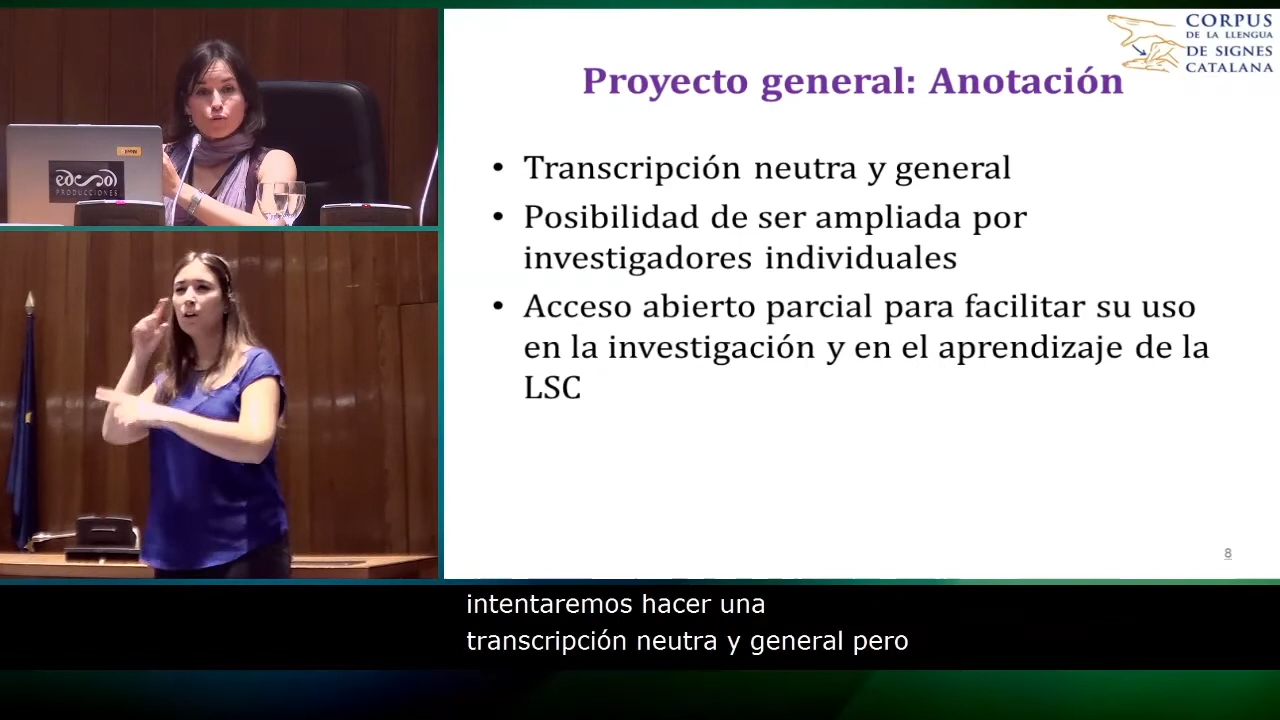 CORPUS
DE LA LLENGUA
DE SIGNES
CATALANA
Proyecto general: Anotación
• Transcripción neutra y general
• Posibilidad de ser ampliada por
investigadores individuales
• Acceso abierto parcial para facilitar su uso
en la investigación y en el aprendizaje de la
LSC
8
PRODUCCIONES
intentaremos hacer una
transcripción neutra y general pero